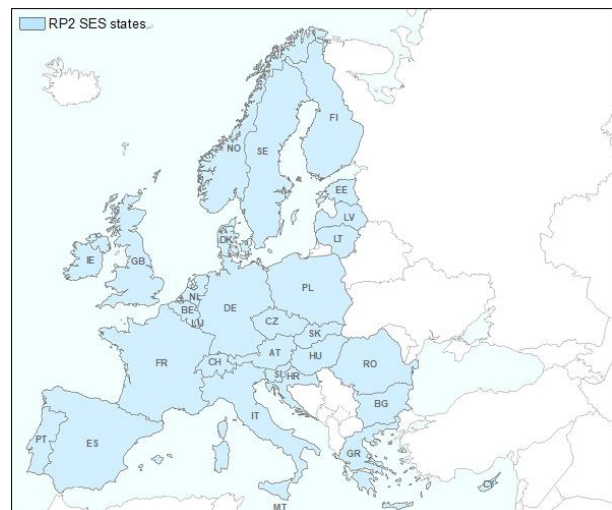 RP2 SES states
FI
NO
SE
EE
LV
LT
DK
IE
GB
NL
PL
BE
DE
LU
CZ
SK
FR
CH
AT
HU
RO
SI
HR
BG
IT
PT
ES
GR
CY
MT